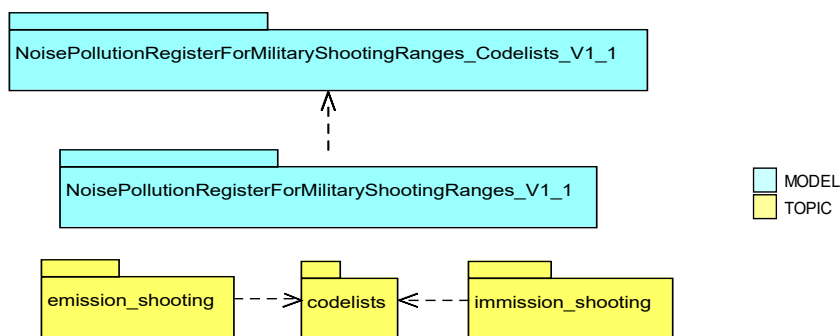 NoisePollutionRegisterForMilitaryShootingRanges_Codelists_V1_1
NoisePollutionRegisterForMilitaryShootingRanges_V1_1
MODEL
TOPIC
emission_shooting
codelists
immission_shooting